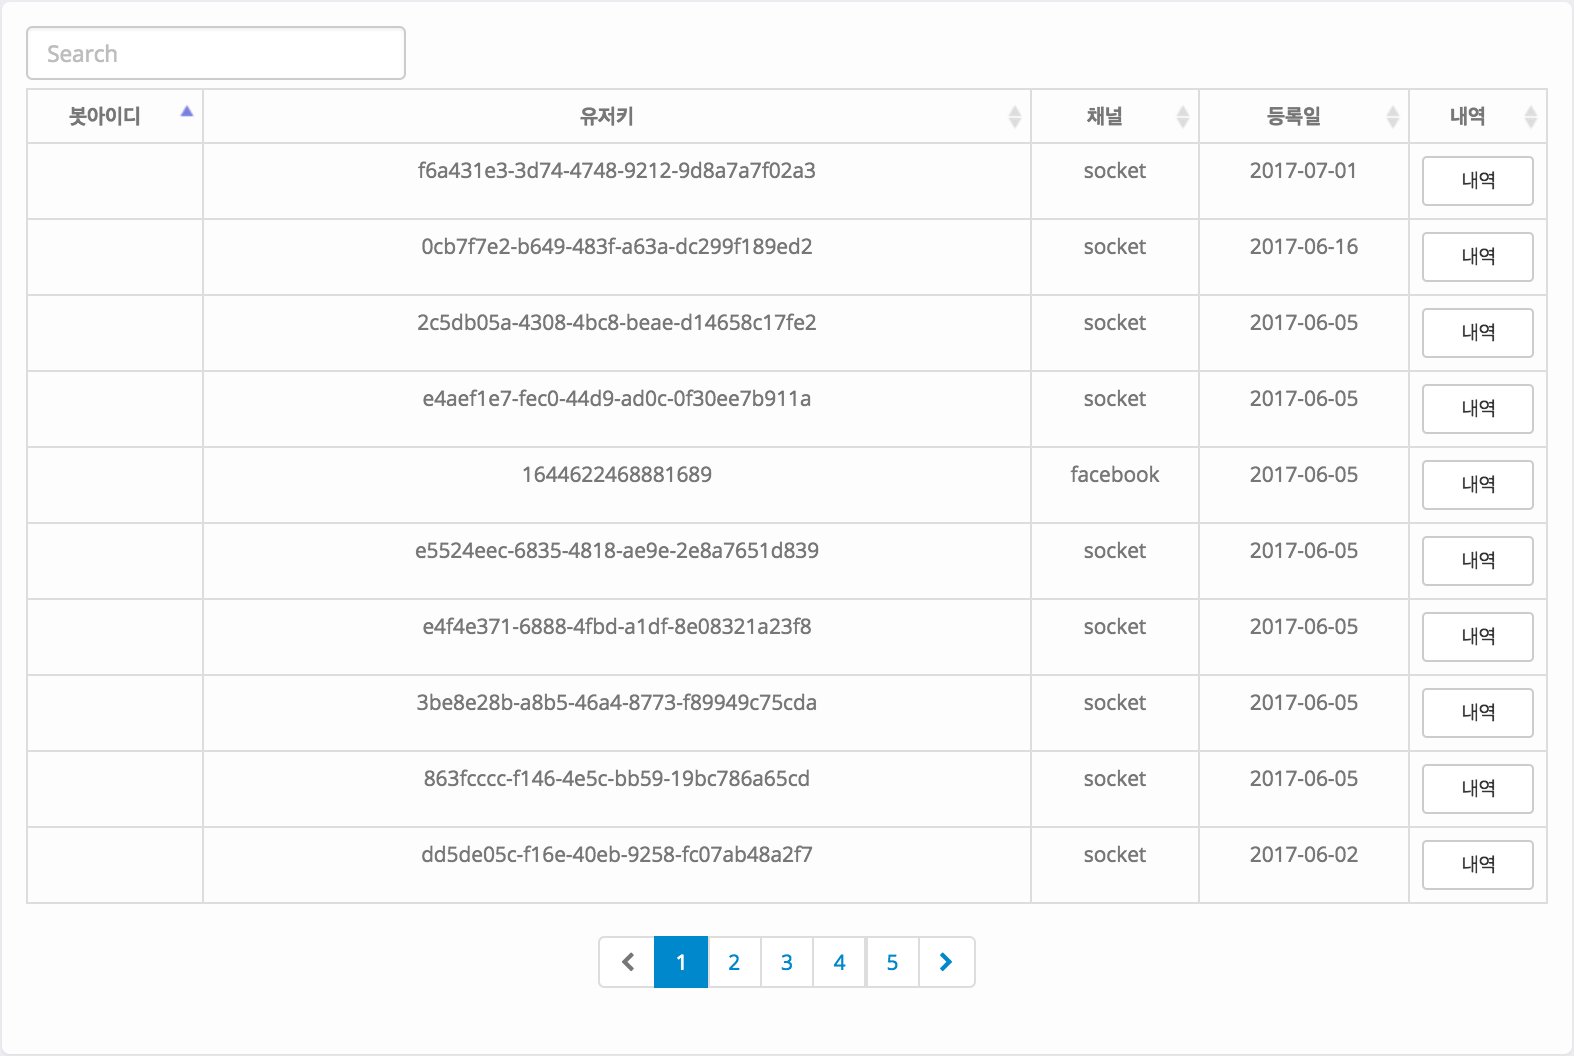 Search
봇아이디 유저키 채널 등록일 내역
f6a431e3-3d74-4748-9212-9d8a7a7f02a3 socket 2017-07-01 내역
0cb7f7e2-b649-483f-a63a-dc299f189ed2 socket 2017-06-16 내역
2c5db05a-4308-4bc8-beae-d14658c17fe2 socket 2017-06-05 내역
e4aef1e7-fec0-44d9-ad0c-0f30ee7b911a socket 2017-06-05 내역
1644622468881689 facebook 2017-06-05 내역
e5524eec-6835-4818-ae9e-2e8a7651d839 socket 2017-06-05 내역
e4f4e371-6888-4fbd-a1df-8e08321a23f8 socket 2017-06-05 내역
3be8e28b-a8b5-46a4-8773-f89949c75cda socket 2017-06-05 내역
863fcccc-f146-4e5c-bb59-19bc786a65cd socket 2017-06-05 내역
dd5de05c-f16e-40eb-9258-fc07ab48a2f7 socket 2017-06-02 내역
1 2 3 4 5